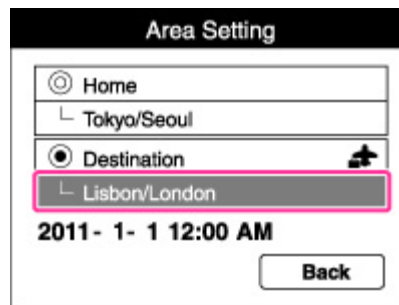 Area Setting
Home
Tokyo/Seoul
Destination
Lisbon/London
2011- 1- 1 12:00 AM
Back